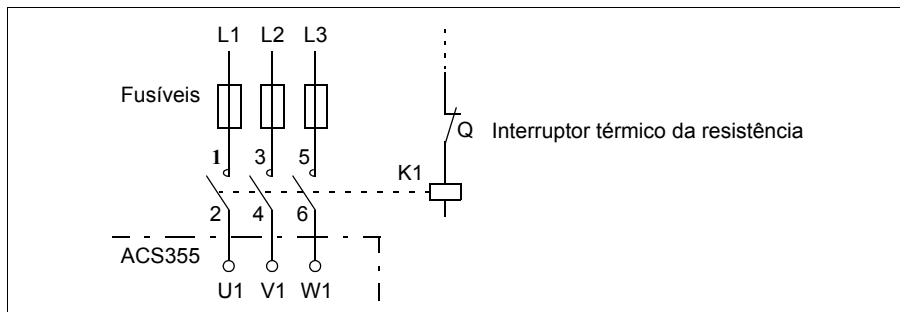 L1 L2 L3
Fusíveis
Q Interruptor térmico da resistência
1 3 5
K1
2 4 6
ACS355
U1 V1 W1